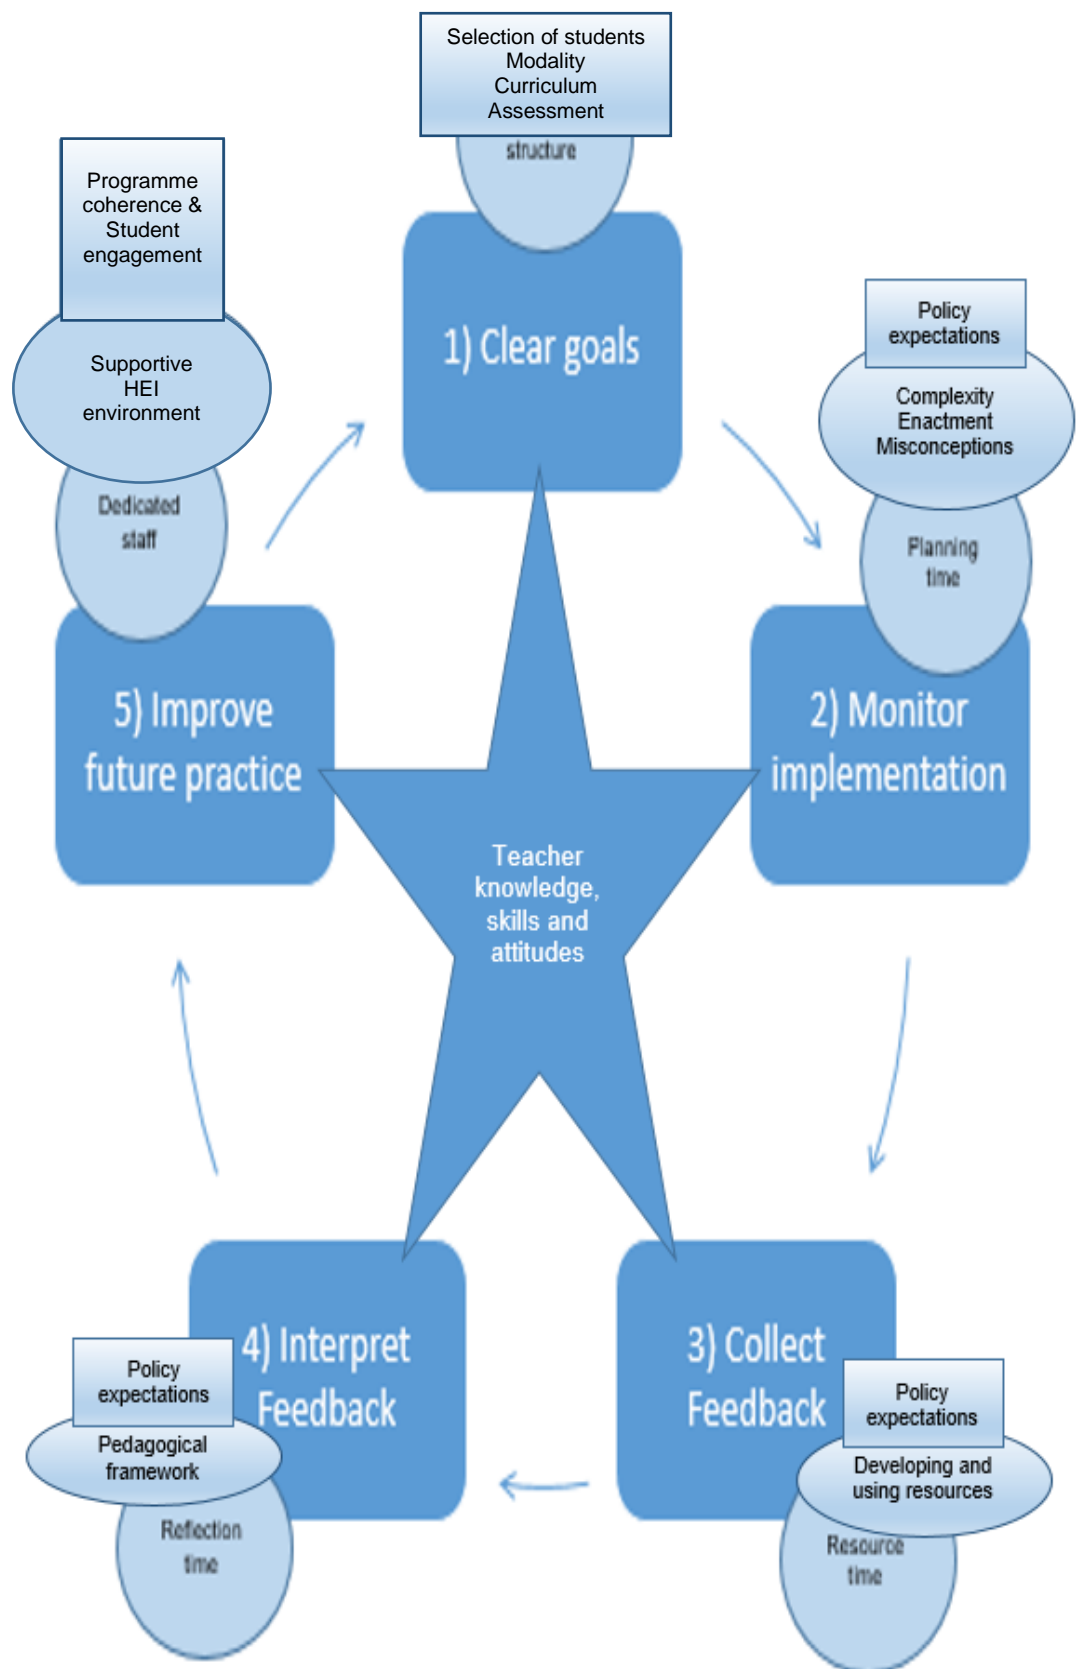 Selection of students
Modality
Curriculum
Assessment
structure
1) Clear goals
Policy
expectations
Complexity
Enactment
Misconceptions
Planning
time
2) Monitor
implementation
Policy
expectations
Developing and
using resources
Resource
time
3) Collect
Feedback
Policy
expectations
Pedagogical
framework
Reflection
time
4) Interpret
Feedback
Programme
coherence &
Student
engagement
Supportive
HEI
environment
Dedicated
staff
5) Improve
future practice
Teacher
knowledge,
skills and
attitudes